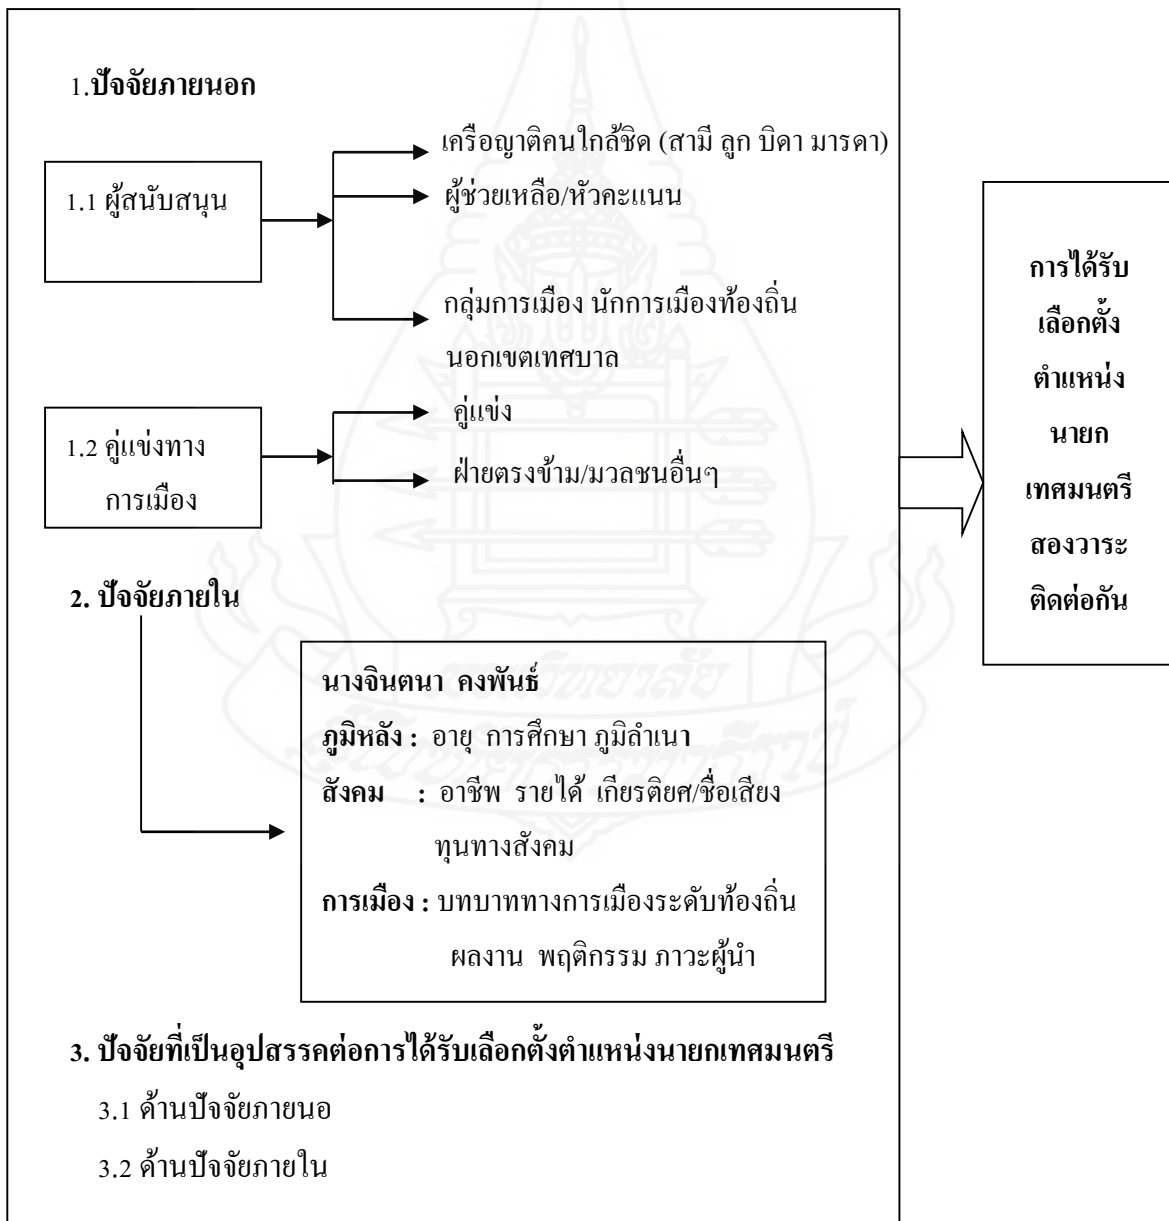 1.ปัจจัยภายนอก
เครือญาติคนใกล้ชิด (สามี ลูก บิดา มารดา)
1.1 ผู้สนับสนุน
ผู้ช่วยเหลือ/หัวคะแนน
กลุ่มการเมือง นักการเมืองท้องถิ่น
นอกเขตเทศบาล
1.2 คู่แข่งทาง
การเมือง
คู่แข่ง
ฝ่ายตรงข้าม/มวลชนอื่นๆ
2. ปัจจัยภายใน
นางจินตนา คงพันธ์
ภูมิหลัง : อายุ การศึกษา ภูมิลำเนา
สังคม : อาชีพ รายได้ เกียรติยศ/ชื่อเสียง
ทุนทางสังคม
การเมือง : บทบาททางการเมืองระดับท้องถิ่น
ผลงาน พฤติกรรม ภาวะผู้นำ
3. ปัจจัยที่เป็นอุปสรรคต่อการได้รับเลือกตั้งตำแหน่งนายกเทศมนตรี
3.1 ด้านปัจจัยภายนอ
3.2 ด้านปัจจัยภายใน
การได้รับ
เลือกตั้ง
ตำแหน่ง
นายก
เทศมนตรี
สองวาระ
ติดต่อกัน